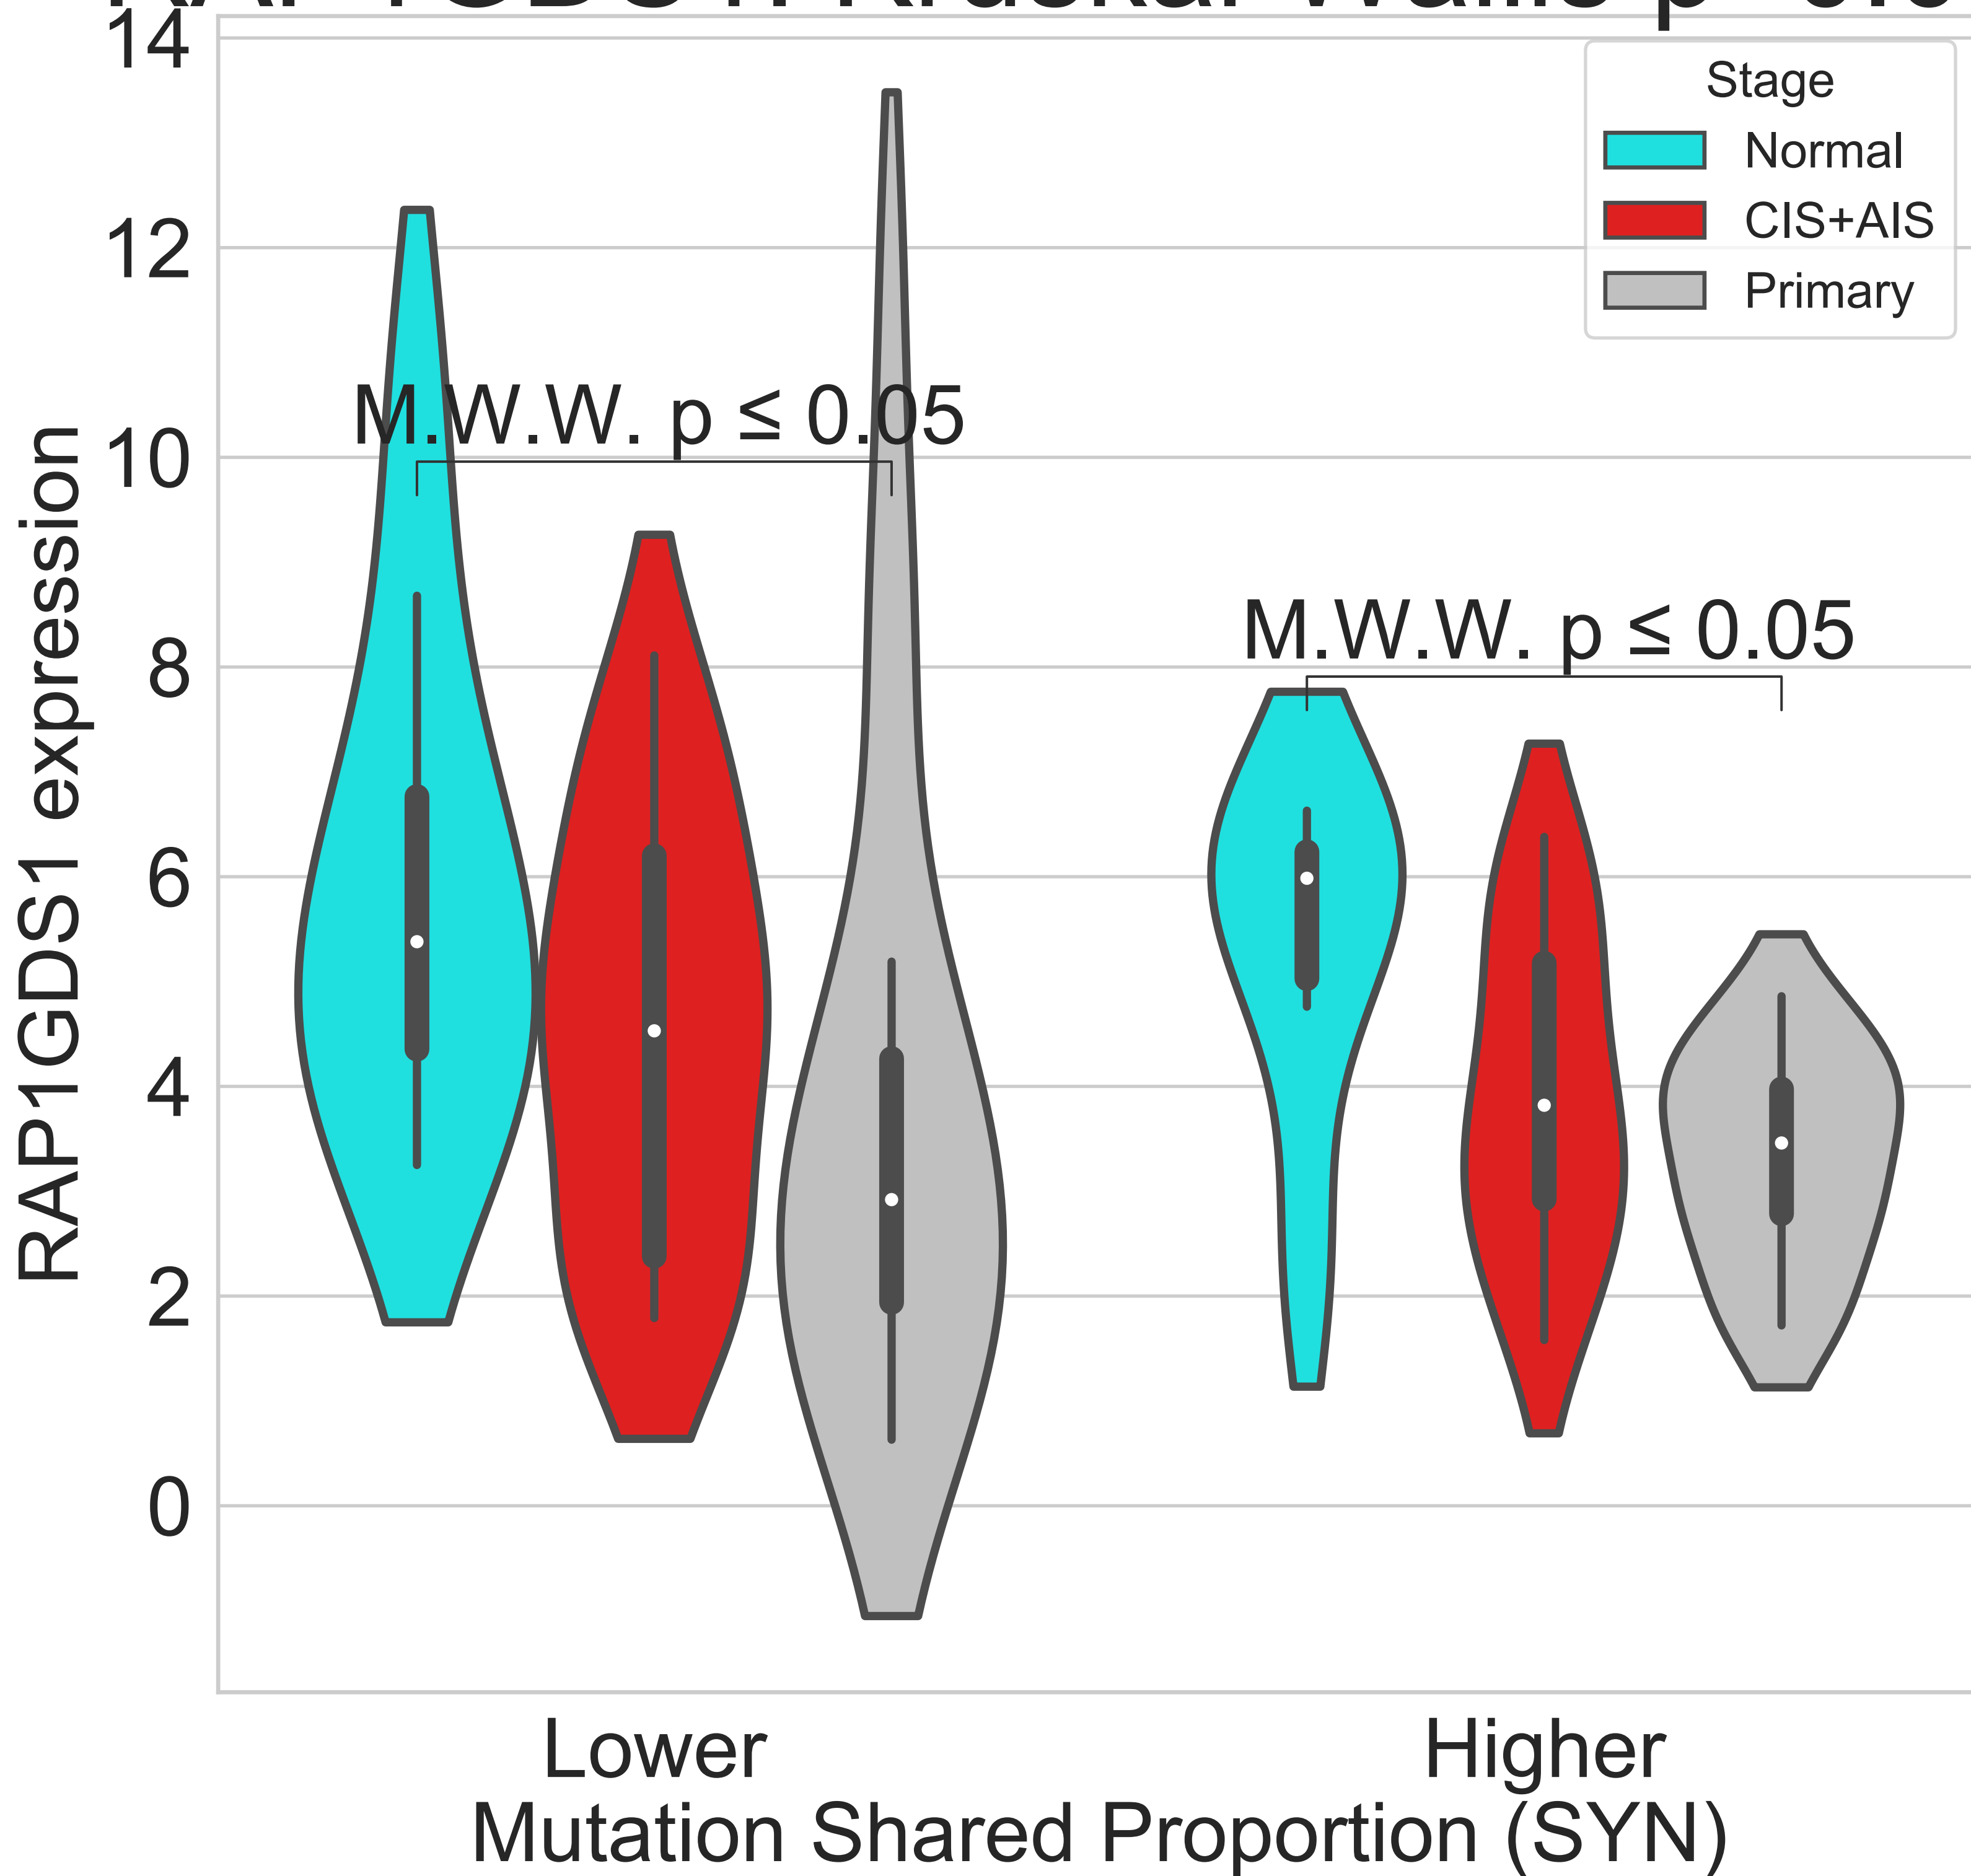 14
12
10
8
6
4
2
0
RAP1GDS1 expression
Stage
Normal
CIS+AIS
Primary
M.W.W. p ≤ 0.05
M.W.W. p ≤ 0.05
Lower
Higher
Mutation Shared Proportion (SYN)